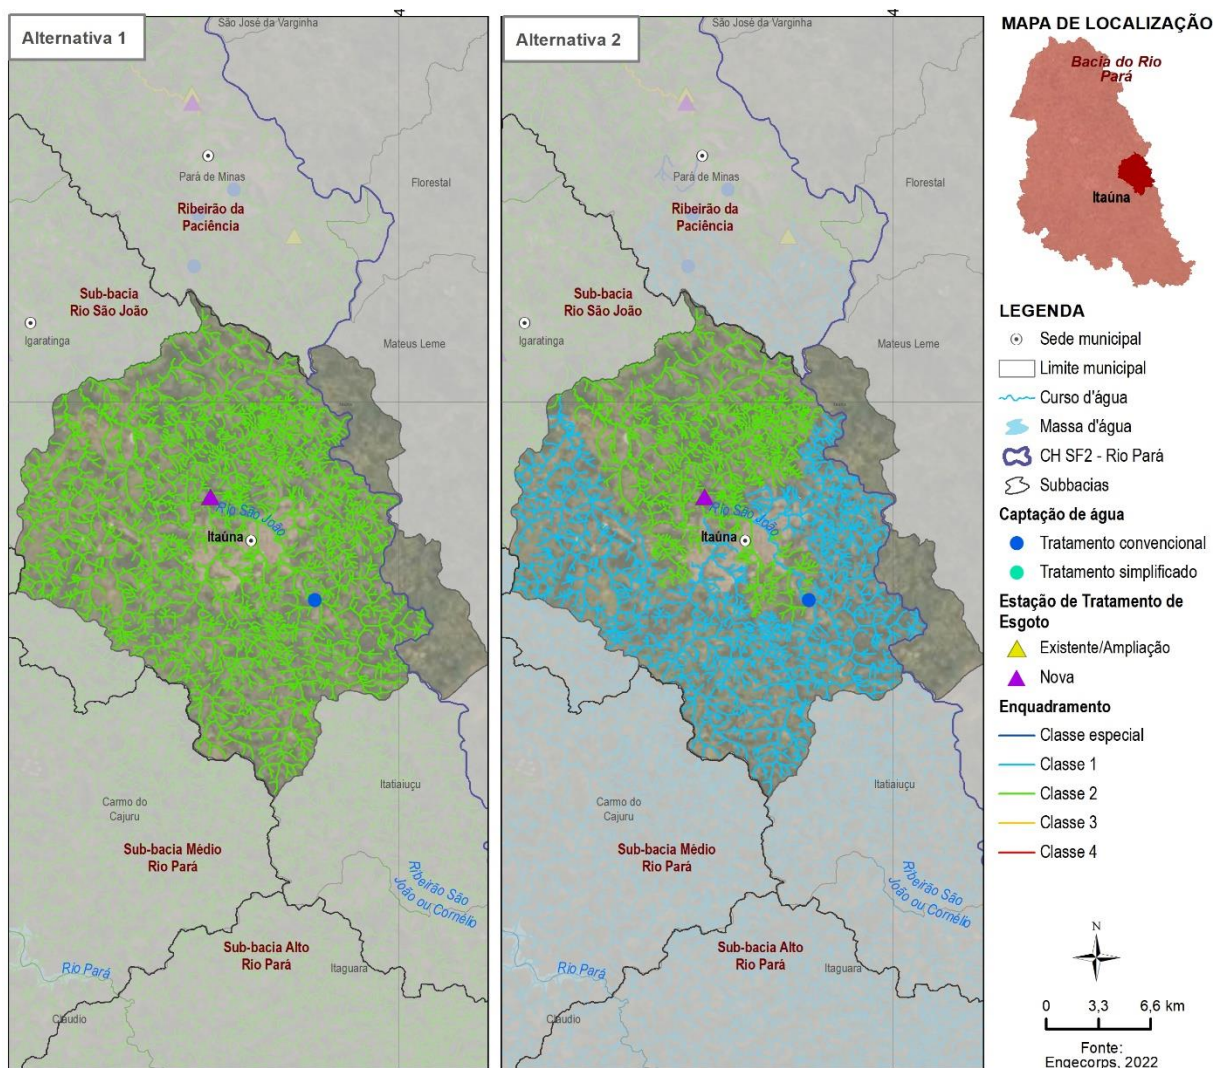 Alternativa 1
São José da Varginha
4
Pará de Minas
Florestal
Ribeirão da
Paciência
Sub-bacia
Rio São João
Igaratinga
Mateus Leme
Rio São João
Itaúna
Carmo do
Cajuru
Itatiaiuçu
Sub-bacia Médio
Rio Pará
Ribeirão São
João ou Cornélio
Sub-bacia Alto
Rio Pará
Rio Pará
Itaguara
Cláudio
Alternativa 2
São José da Varginha
4
Pará de Minas
Florestal
Ribeirão da
Paciência
Sub-bacia
Rio São João
Igaratinga
Mateus Leme
Rio São João
Itaúna
Carmo do
Cajuru
Itatiaiuçu
Sub-bacia Médio
Rio Pará
Ribeirão São
João ou Cornélio
Sub-bacia Alto
Rio Pará
Rio Pará
Itaguara
Cláudio
MAPA DE LOCALIZAÇÃO
Bacia do Rio
Pará
Itaúna
LEGENDA
Sede municipal
Limite municipal
Curso d'água
Massa d'água
CH SF2 - Rio Pará
Subbacias
Captação de água
Tratamento convencional
Tratamento simplificado
Estação de Tratamento de
Esgoto
Existente/Ampliação
Nova
Enquadramento
Classe especial
Classe 1
Classe 2
Classe 3
Classe 4
N
0 3,3 6,6 km
Fonte:
Engecorps, 2022